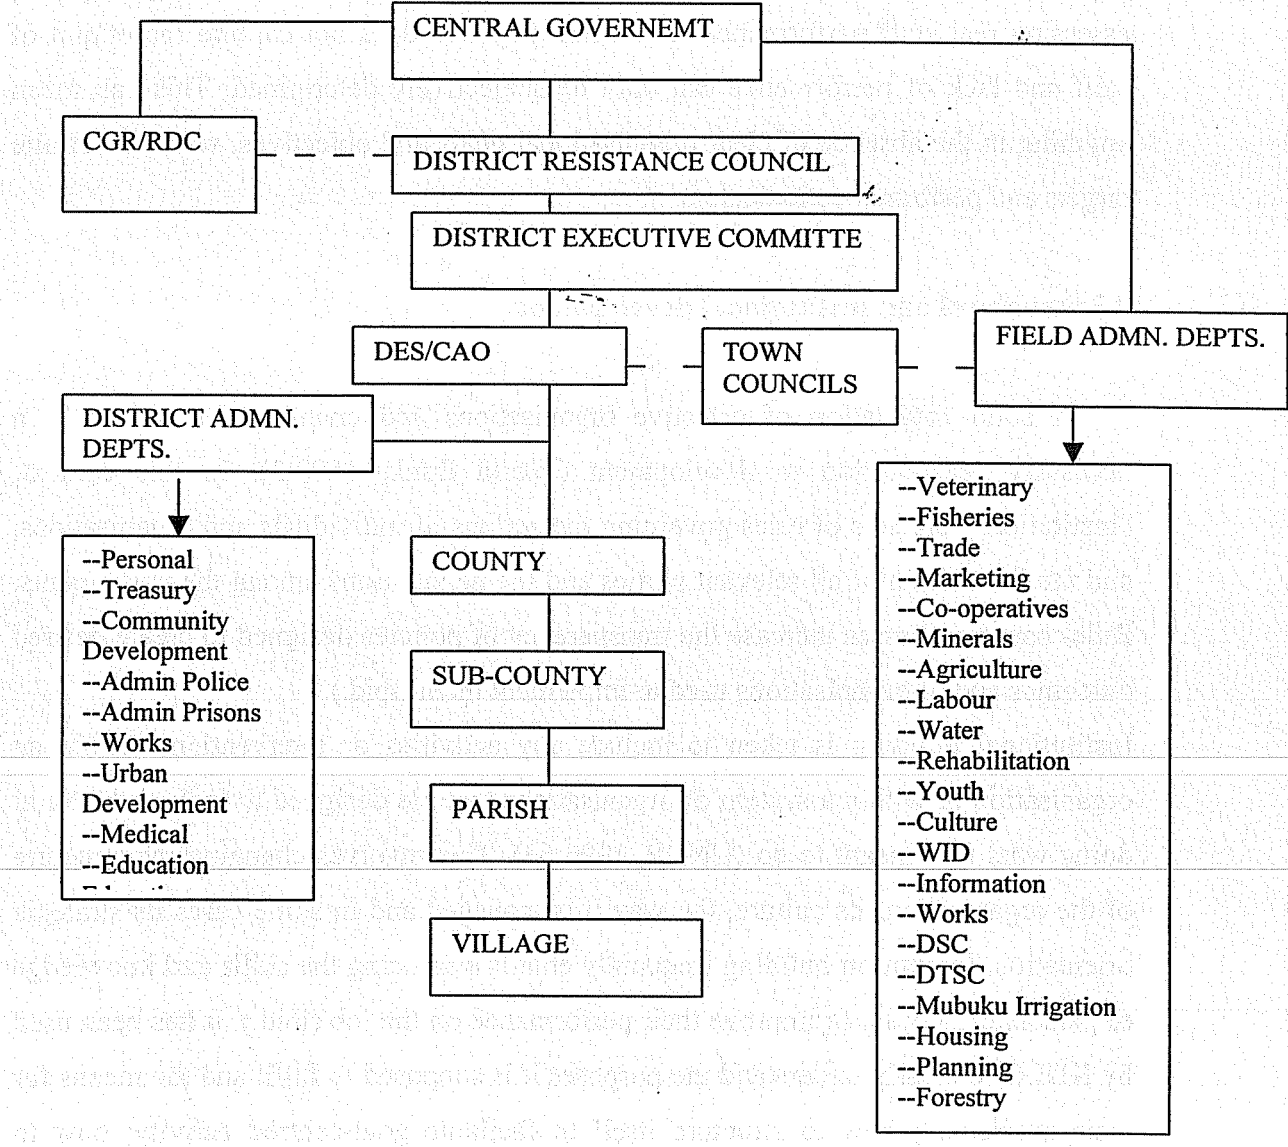 CENTRAL GOVERNEMT
CGR/RDC
DISTRICT RESISTANCE COUNCIL
DISTRICT EXECUTIVE COMMITTE
DES/CAO
TOWN
COUNCILS
FIELD ADMN. DEPTS.
DISTRICT ADMN.
DEPTS.
--Personal
--Treasury
--Community
Development
--Admin Police
--Admin Prisons
--Works
--Urban
Development
--Medical
--Education
COUNTY
SUB-COUNTY
PARISH
VILLAGE
--Veterinary
--Fisheries
--Trade
--Marketing
--Co-operatives
--Minerals
--Agriculture
--Labour
--Water
--Rehabilitation
--Youth
--Culture
--WID
--Information
--Works
--DSC
--DTSC
--Mubuku Irrigation
--Housing
--Planning
--Forestry